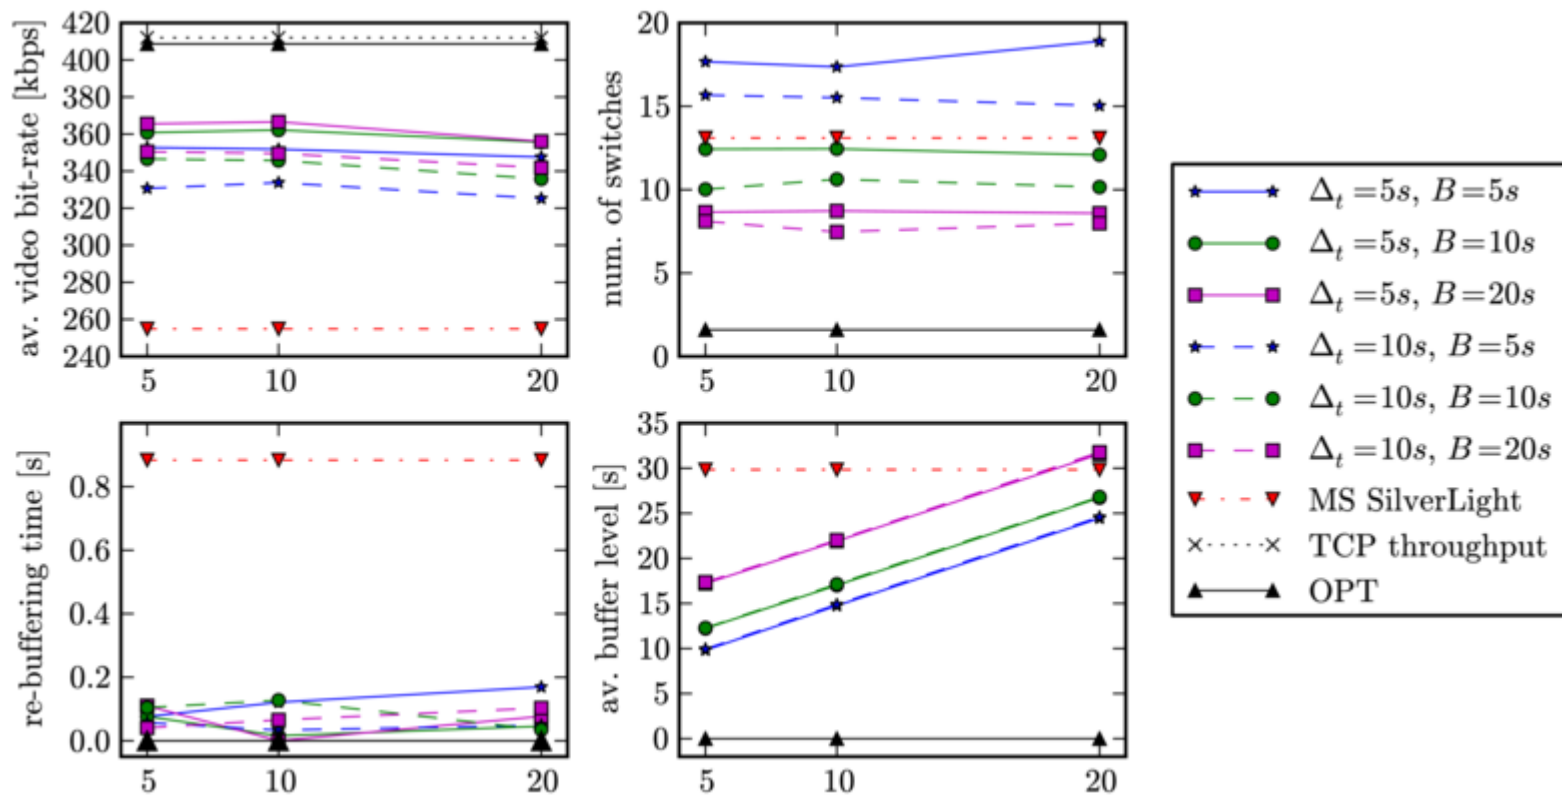 av. video bit-rate [kbps]
420
400
380
360
340
320
300
280
260
240
5 10 20
num. of switches
20
15
10
5
0
5 10 20
re-buffering time [s]
0.8
0.6
0.4
0.2
0.0
5 10 20
av. buffer level [s]
35
30
25
20
15
10
5
0
5 10 20
Δt=5s, B=5s
Δt=5s, B=10s
Δt=5s, B=20s
Δt=10s, B=5s
Δt=10s, B=10s
Δt=10s, B=20s
MS SilverLight
TCP throughput
OPT